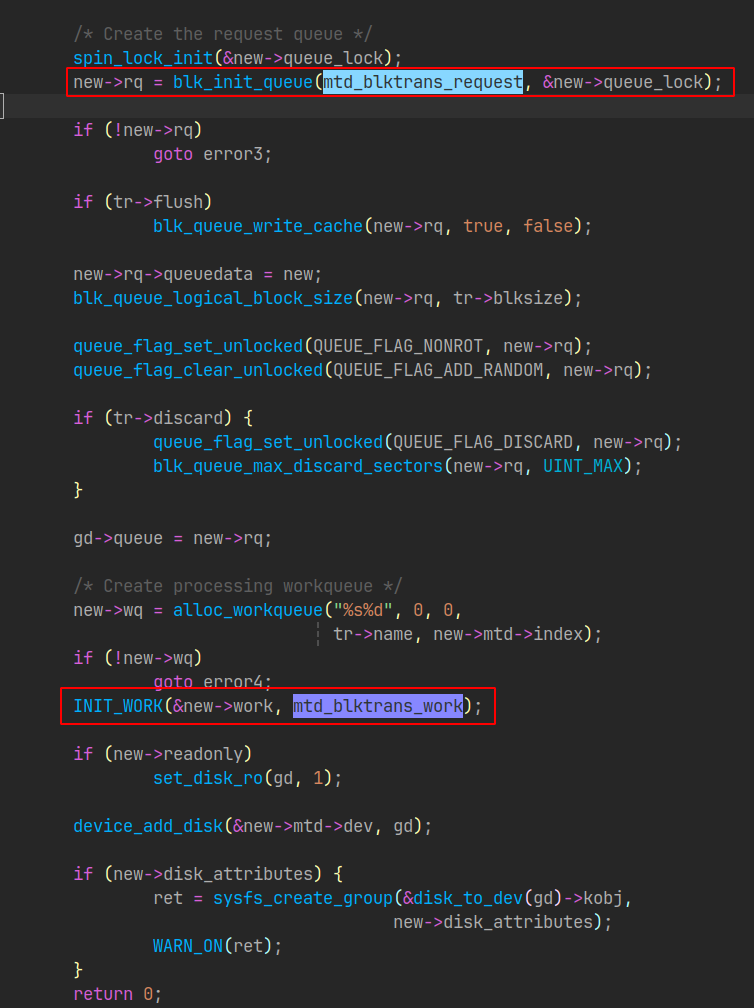 /* Create the request queue */
spin_lock_init(&new->queue_lock);
new->rq = blk_init_queue(mtd_blktrans_request, &new->queue_lock);
if (!new->rq)
goto error3;
if (tr->flush)
blk_queue_write_cache(new->rq, true, false);
new->rq->queuedata = new;
blk_queue_logical_block_size(new->rq, tr->blksize);
queue_flag_set_unlocked(QUEUE_FLAG_NONROT, new->rq);
queue_flag_clear_unlocked(QUEUE_FLAG_ADD_RANDOM, new->rq);
if (tr->discard) {
queue_flag_set_unlocked(QUEUE_FLAG_DISCARD, new->rq);
blk_queue_max_discard_sectors(new->rq, UINT_MAX);
}
gd->queue = new->rq;
/* Create processing workqueue */
new->wq = alloc_workqueue("%s%d", 0, 0,
tr->name, new->mtd->index);
if (!new->wq)
goto error4;
INIT_WORK(&new->work, mtd_blktrans_work);
if (new->readonly)
set_disk_ro(gd, 1);
device_add_disk(&new->mtd->dev, gd);
if (new->disk_attributes) {
ret = sysfs_create_group(&disk_to_dev(gd)->kobj,
new->disk_attributes);
WARN_ON(ret);
}
return 0;